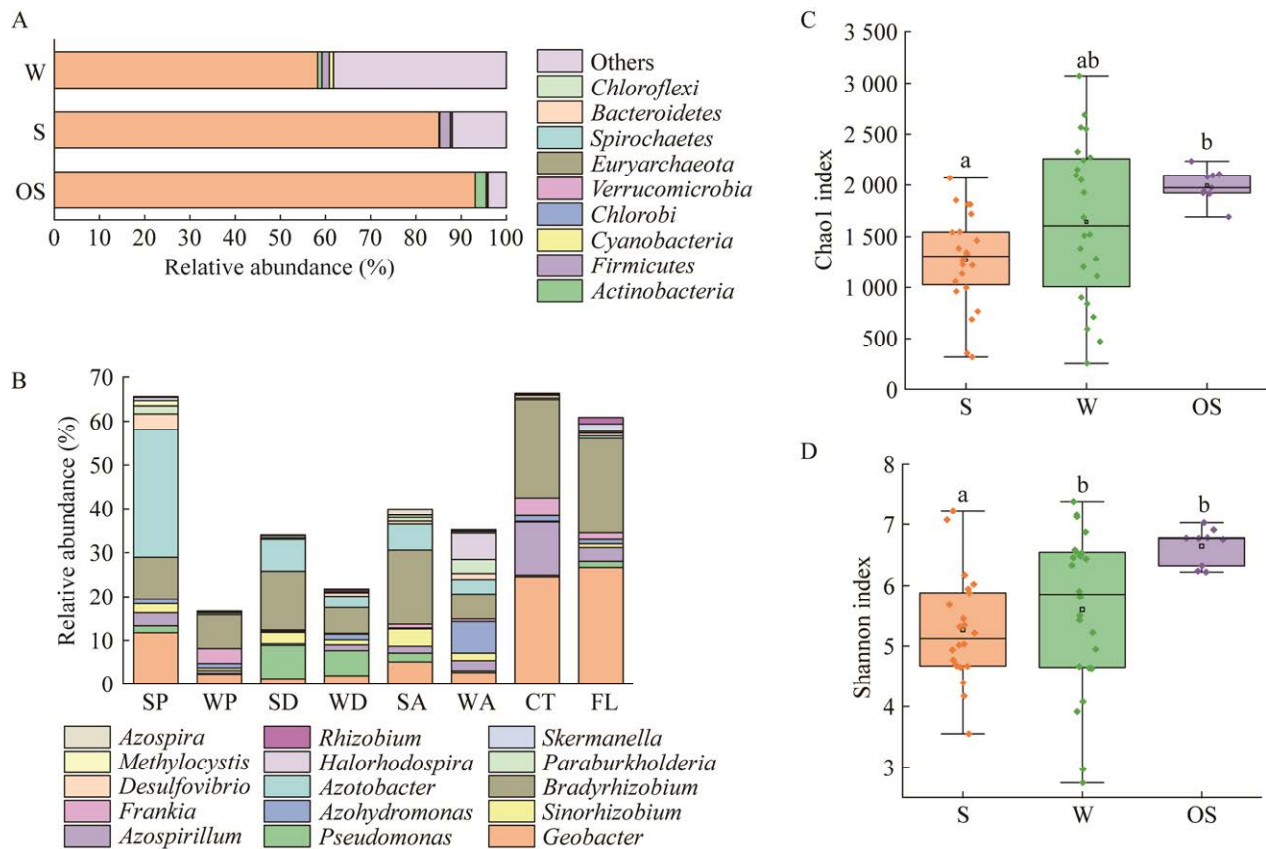 A
W
S
OS
0 10 20 30 40 50 60 70 80 90 100
Relative abundance (%)
Others
Chloroflexi
Bacteroidetes
Spirochaetes
Euryarchaeota
Verrucomicrobia
Chlorobi
Cyanobacteria
Firmicutes
Actinobacteria
B
Relative abundance (%)
70
60
50
40
30
20
10
0
SP WP SD WD SA WA CT FL
Azospira Rhizobium Skermanella
Methylocystis Halorhodospira Paraburkholderia
Desulfovibrio Azotobacter Bradyrhizobium
Frankia Azohydromonas Sinorhizobium
Azospirillum Pseudomonas Geobacter
C
Chao1 index
3 500
3 000
2 500
2 000
1 500
1 000
500
0
a ab b
S W OS
D
Shannon index
8
7
6
5
4
3
a b b
S W OS